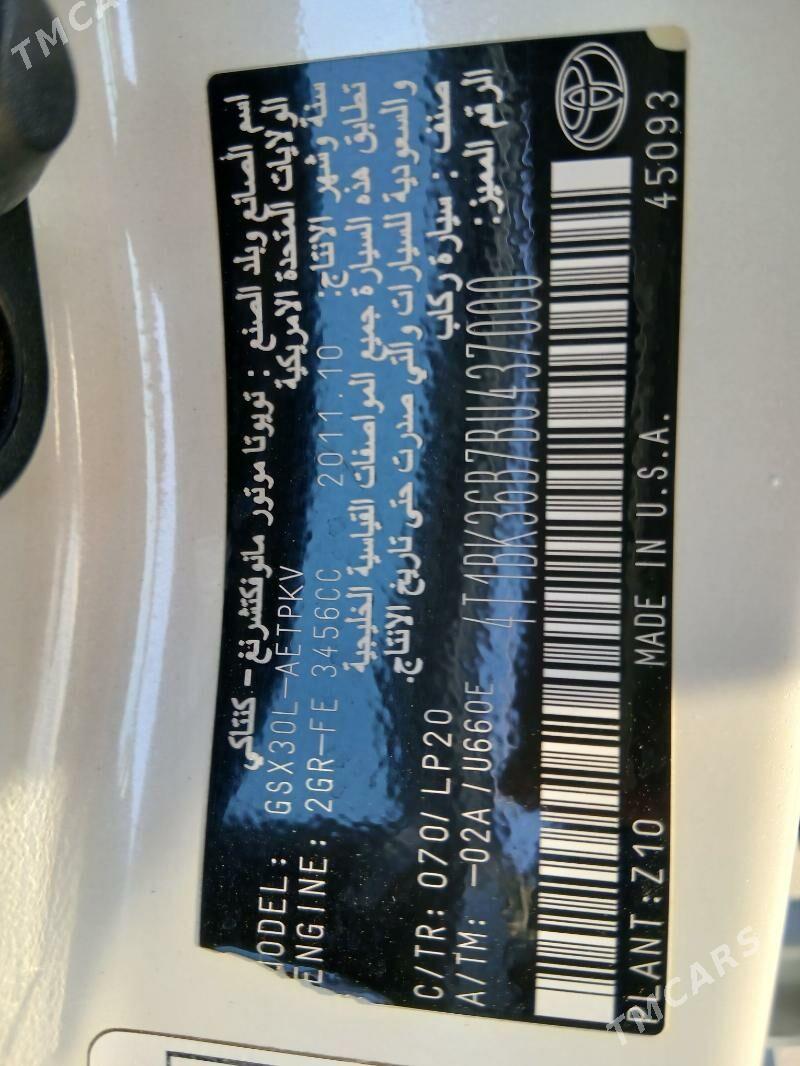 اسم الصانع وبلد الصنع : تويوتا موتور مانوفكتشرنغ - كنتاكي
الولايات المتحدة الامريكية
MODEL: GSX30L-AETPKV
سنة وشهر الانتاج: 2011.10
ENGINE: 2GR-FE 3456CC
تطابق هذه السيارة جميع المواصفات القياسية الخليجية
والسعودية للسيارات والتي صدرت حتى تاريخ الانتاج.
C/TR: 070/LP20
صنف : سيارة ركاب
A/TM: -02A/U660E
الرقم المميز: 4T1BK36B7BU437000
PLANT:Z10 MADE IN U.S.A. 45093
TMCARS
TMCARS